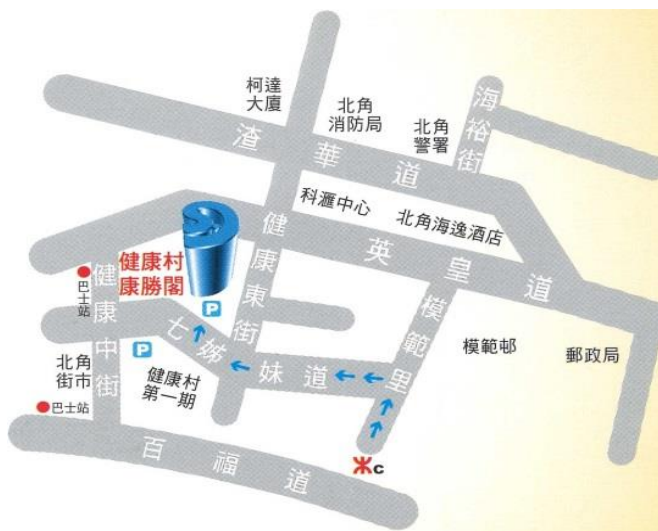 柯達
大廈
北角
消防局
北角
警署
海裕街
渣華道
科滙中心
北角海逸酒店
健康東街
英皇道
健康村
康勝閣
巴士站
健康中街
P
P
七姊妹道
模範里
模範邨
郵政局
北角
街市
健康村
第一期
巴士站
百福道
C